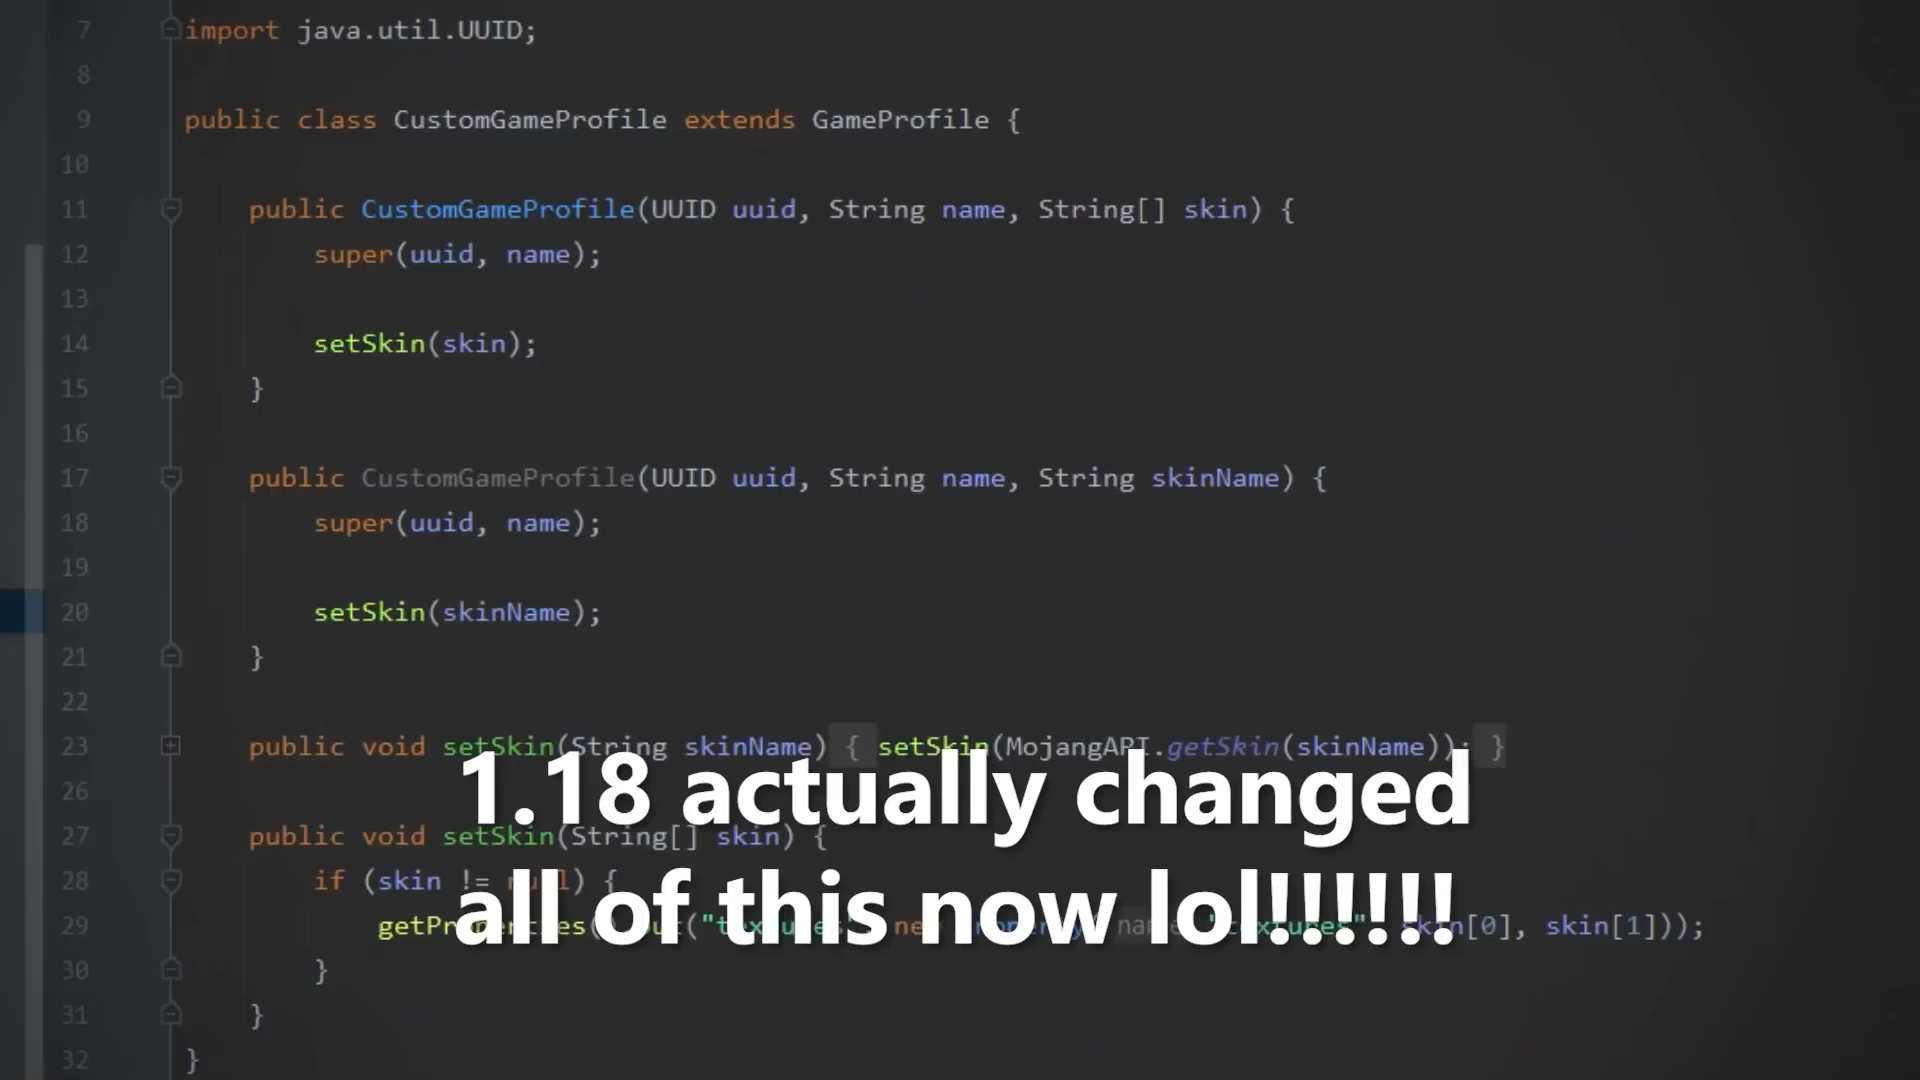 7 import java.util.UUID;
8
9 public class CustomGameProfile extends GameProfile {
10
11 public CustomGameProfile(UUID uuid, String name, String[] skin) {
12 super(uuid, name);
13
14 setSkin(skin);
15 }
16
17 public CustomGameProfile(UUID uuid, String name, String skinName) {
18 super(uuid, name);
19
20 setSkin(skinName);
21 }
22
23 public void setSkin(String skinName) { setSkin(MojangAPI.getSkin(skinName)); }
26
1.18 actually changed
27 public void setSkin(String[] skin) {
28 if (skin != null) {
all of this now lol!!!!!!
29 "textures" skin[0], skin[1]));
30 }
31 }
32 }